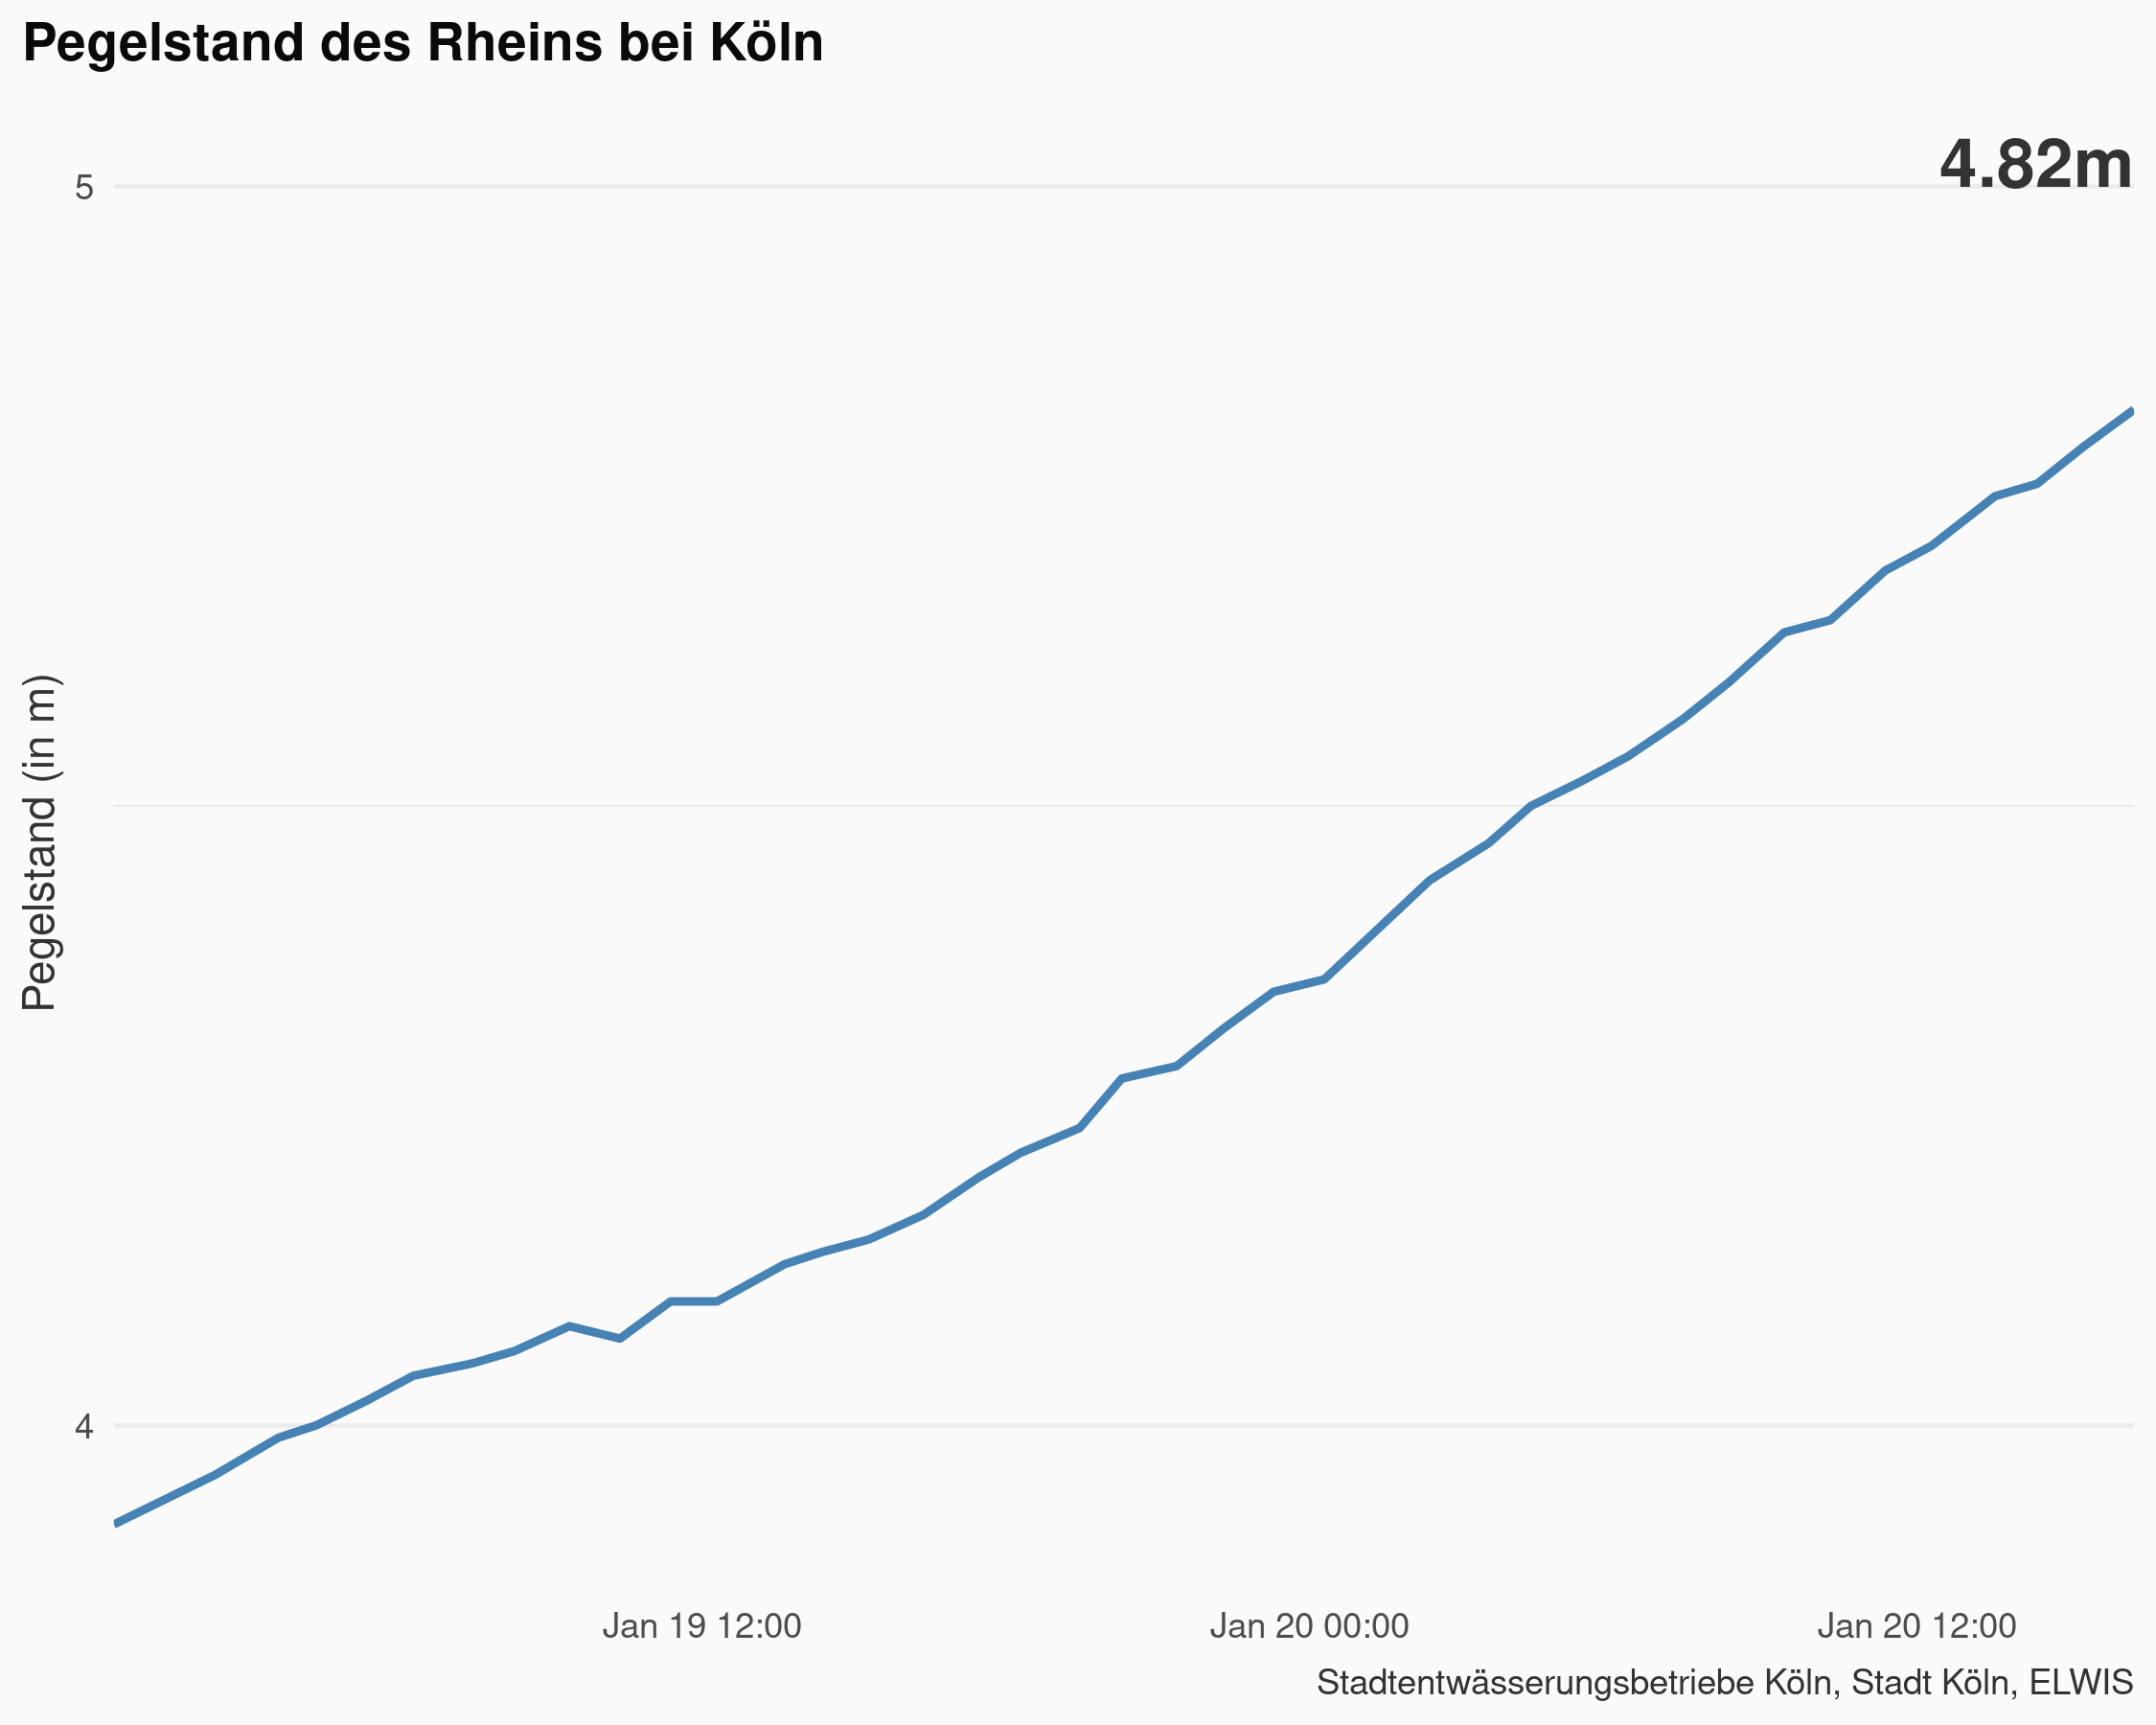 Pegelstand des Rheins bei Köln
4.82m
5
Pegelstand (in m)
4
Jan 19 12:00
Jan 20 00:00
Jan 20 12:00
Stadtentwässerungsbetriebe Köln, Stadt Köln, ELWIS